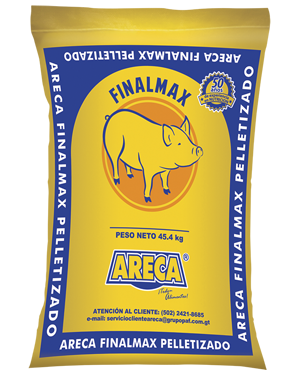 ARECA FINALMAX PELLETIZADO
ARECA FINALMAX PELLETIZADO
ARECA FINALMAX PELLETIZADO
50
AÑOS
FINALMAX
PESO NETO 45.4 kg
ARECA®
ATENCIÓN AL CLIENTE: (502) 2421-8685
e-mail: servicioclienteareca@grupopaf.com.gt
ARECA FINALMAX PELLETIZADO